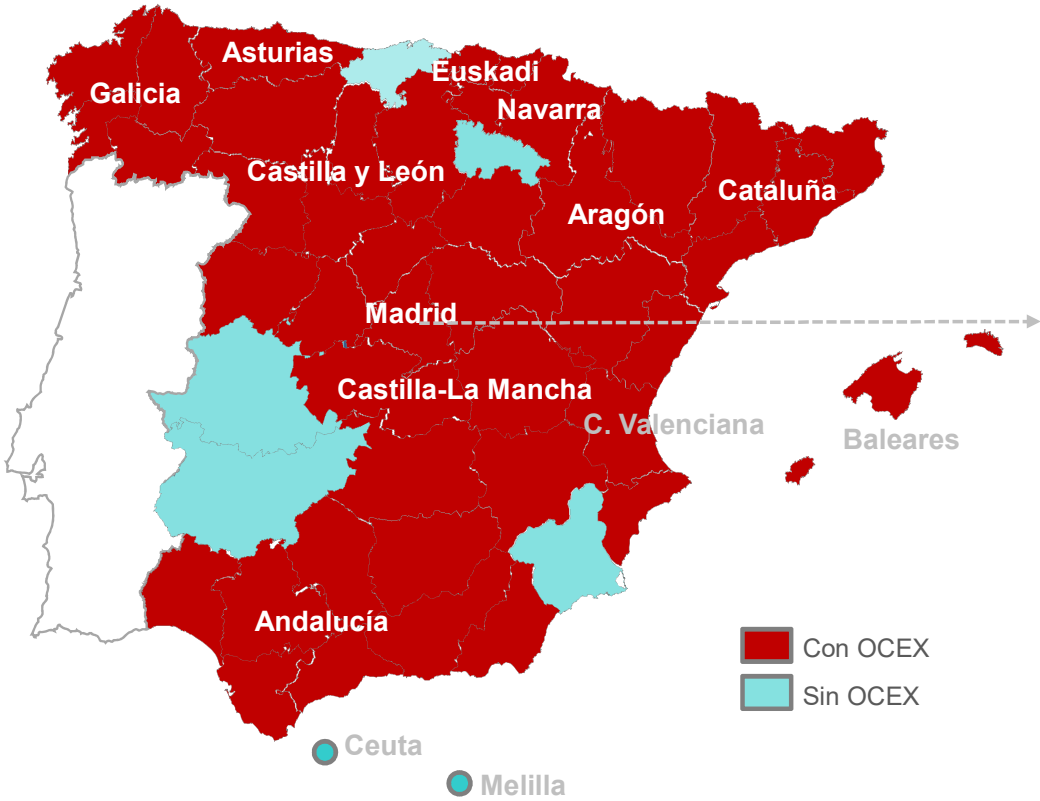 Asturias
Euskadi
Galicia
Navarra
Castilla y León
Cataluña
Aragón
Madrid
Castilla-La Mancha
C. Valenciana
Baleares
Andalucía
Con OCEX
Sin OCEX
Ceuta
Melilla